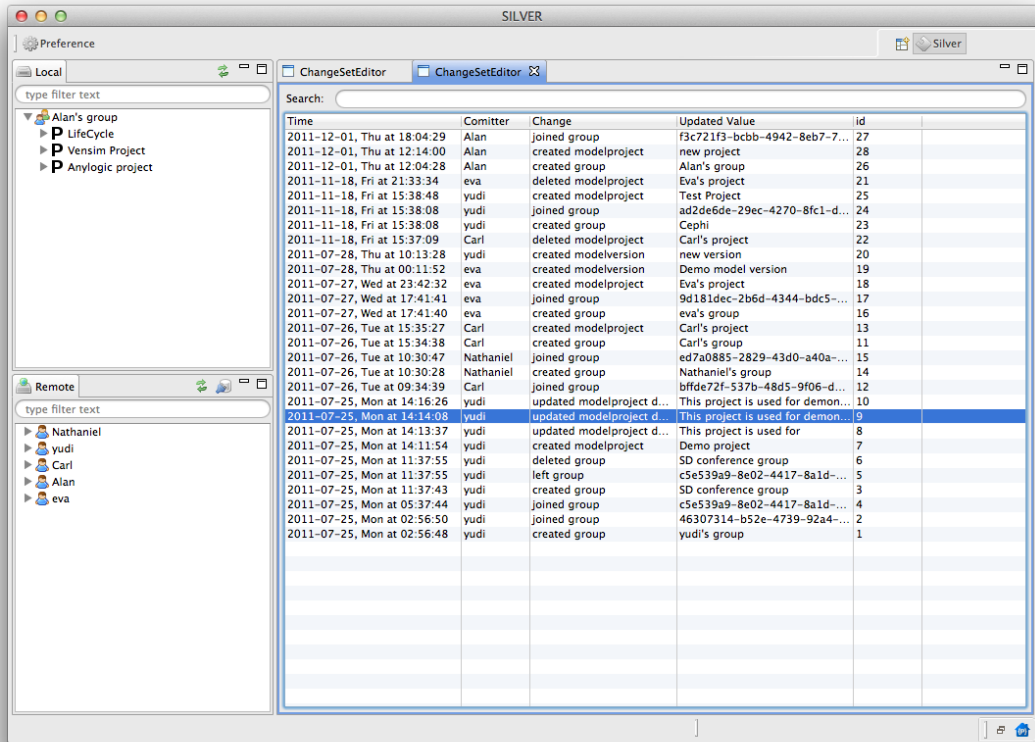 SILVER
Preference
Silver
Local
type filter text
Alan's group
P LifeCycle
P Vensim Project
P Anylogic project
Remote
type filter text
Nathaniel
yudi
Carl
Alan
eva
ChangeSetEditor ChangeSetEditor
Search:
Time Comitter Change Updated Value id
2011-12-01, Thu at 18:04:29 Alan joined group f3c721f3-bcbb-4942-8eb7-7... 27
2011-12-01, Thu at 12:14:00 Alan created modelproject new project 28
2011-12-01, Thu at 12:04:28 Alan created group Alan's group 26
2011-11-18, Fri at 21:33:34 eva deleted modelproject Eva's project 21
2011-11-18, Fri at 15:38:48 yudi created modelproject Test Project 25
2011-11-18, Fri at 15:38:08 yudi joined group ad2de6de-29ec-4270-8fc1-d... 24
2011-11-18, Fri at 15:38:08 yudi created group Cephi 23
2011-11-18, Fri at 15:37:09 Carl deleted modelproject Carl's project 22
2011-07-28, Thu at 10:13:28 yudi created modelversion new version 20
2011-07-28, Thu at 00:11:52 eva created modelversion Demo model version 19
2011-07-27, Wed at 23:42:32 eva created modelproject Eva's project 18
2011-07-27, Wed at 17:41:41 eva joined group 9d181dec-2b6d-4344-bdc5-... 17
2011-07-27, Wed at 17:41:40 eva created group eva's group 16
2011-07-26, Tue at 15:35:27 Carl created modelproject Carl's project 13
2011-07-26, Tue at 15:34:38 Carl created group Carl's group 11
2011-07-26, Tue at 10:30:47 Nathaniel joined group ed7a0885-2829-43d0-a40a-... 15
2011-07-26, Tue at 10:30:28 Nathaniel created group Nathaniel's group 14
2011-07-26, Tue at 09:34:39 Carl joined group bffde72f-537b-48d5-9f06-d... 12
2011-07-25, Mon at 14:16:26 yudi updated modelproject d... This project is used for demon... 10
2011-07-25, Mon at 14:14:08 yudi updated modelproject d... This project is used for demon... 9
2011-07-25, Mon at 14:13:37 yudi updated modelproject d... This project is used for 8
2011-07-25, Mon at 14:11:54 yudi created modelproject Demo project 7
2011-07-25, Mon at 11:37:55 yudi deleted group SD conference group 6
2011-07-25, Mon at 11:37:55 yudi left group c5e539a9-8e02-4417-8a1d-... 5
2011-07-25, Mon at 11:37:43 yudi created group SD conference group 3
2011-07-25, Mon at 05:37:44 yudi joined group c5e539a9-8e02-4417-8a1d-... 4
2011-07-25, Mon at 02:56:50 yudi joined group 46307314-b52e-4739-92a4-... 2
2011-07-25, Mon at 02:56:48 yudi created group yudi's group 1